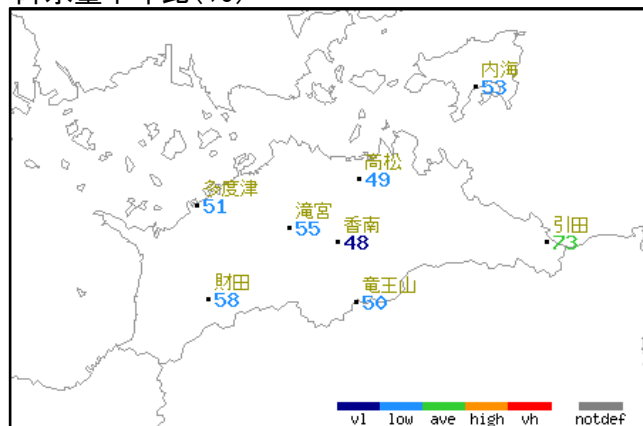 内海
53
高松
49
多度津
51
滝宮
55
香南
48
引田
73
財田
58
竜王山
50
vl low ave high vh notdef